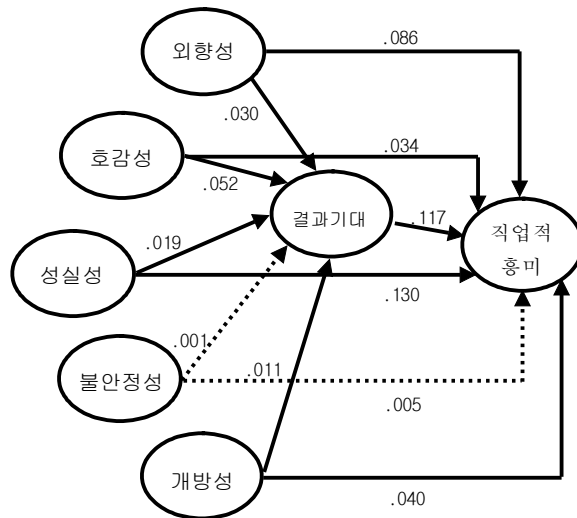 외향성
.086
.030
호감성
.034
.052
결과기대
.117
직업적
흥미
.019
성실성
.130
.001
불안정성
.011
.005
개방성
.040